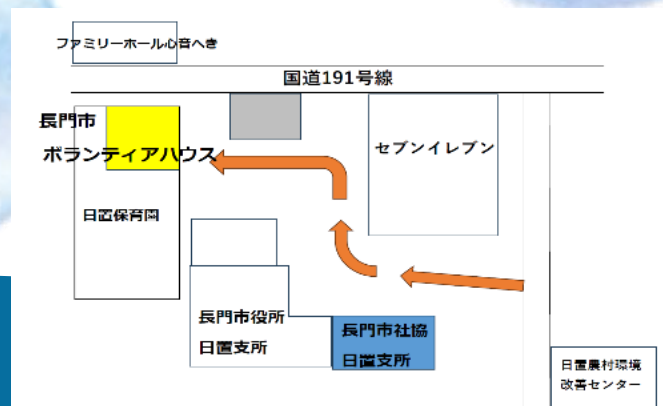 ファミリーホール心音へき
国道191号線
長門市
ボランティアハウス
セブンイレブン
日置保育園
長門市役所
日置支所
長門市社協
日置支所
日置農村環境
改善センター